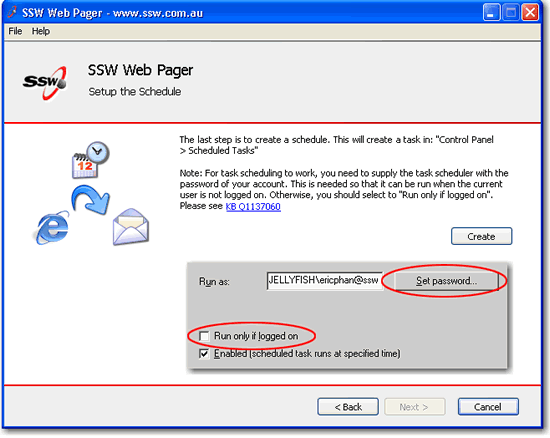 SSW Web Pager - www.ssw.com.au
File Help
SSW
SSW Web Pager
Setup the Schedule
12
The last step is to create a schedule. This will create a task in: "Control Panel
> Scheduled Tasks"
Note: For task scheduling to work, you need to supply the task scheduler with the
password of your account. This is needed so that it can be run when the current
user is not logged on. Otherwise, you should select to "Run only if logged on".
Please see KB Q1137060
Create
Run as: JELLYFISH\ericphan@ssw Set password...
Run only if logged on
Enabled (scheduled task runs at specified time)
< Back Next > Cancel